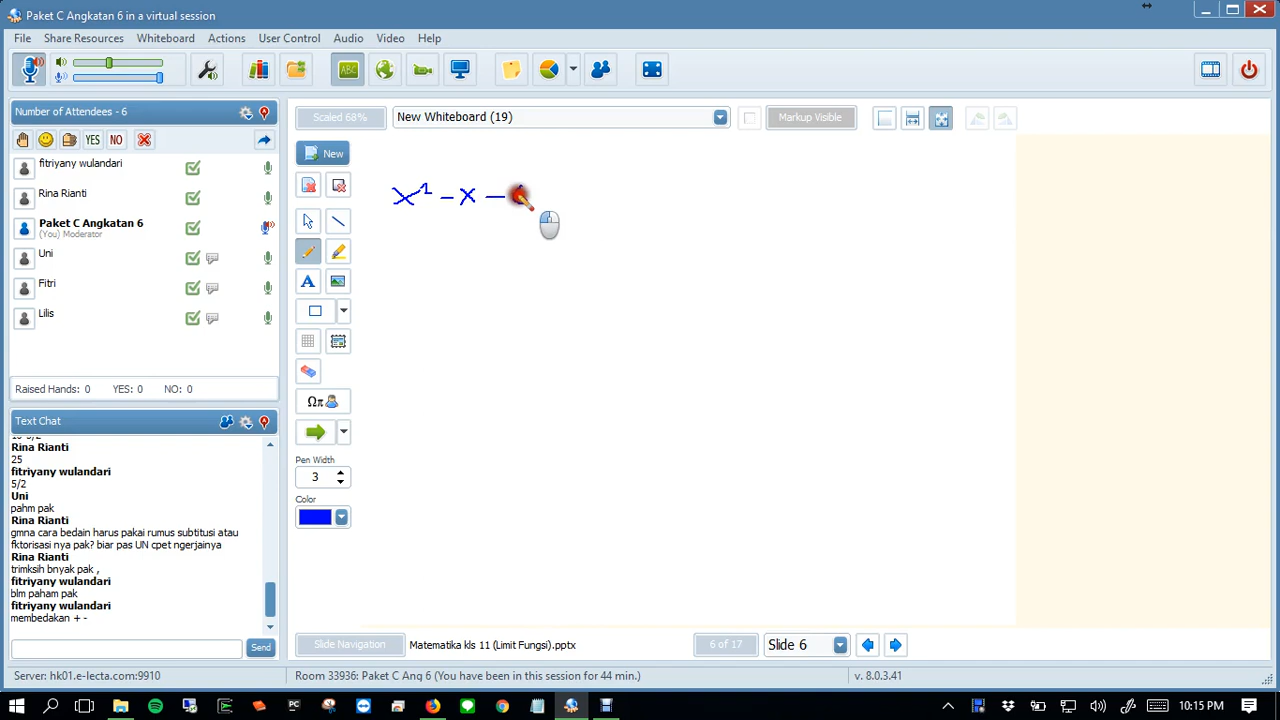 Paket C Angkatan 6 in a virtual session
File Share Resources Whiteboard Actions User Control Audio Video Help
ABC
Number of Attendees - 6
YES NO
fitriyany wulandari
Rina Rianti
Paket C Angkatan 6
(You) Moderator
Uni
Fitri
Lilis
Raised Hands: 0 YES: 0 NO: 0
Text Chat
Rina Rianti
25
fitriyany wulandari
5/2
Uni
pahm pak
Rina Rianti
gmna cara bedain harus pakai rumus subtitusi atau
fktorisasi nya pak? biar pas UN cpet ngerjainya
Rina Rianti
trimksih bnyak pak ,
fitriyany wulandari
blm paham pak
fitriyany wulandari
membedakan + -
Send
Scaled 68% New Whiteboard (19) Markup Visible
New
A
Ωπ
Pen Width
3
Color
x² - x -
Slide Navigation Matematika kls 11 (Limit Fungsi).pptx 6 of 17 Slide 6
Server: hk01.e-lecta.com:9910 Room 33936: Paket C Ang 6 (You have been in this session for 44 min.) v. 8.0.3.41
PC
10:15 PM